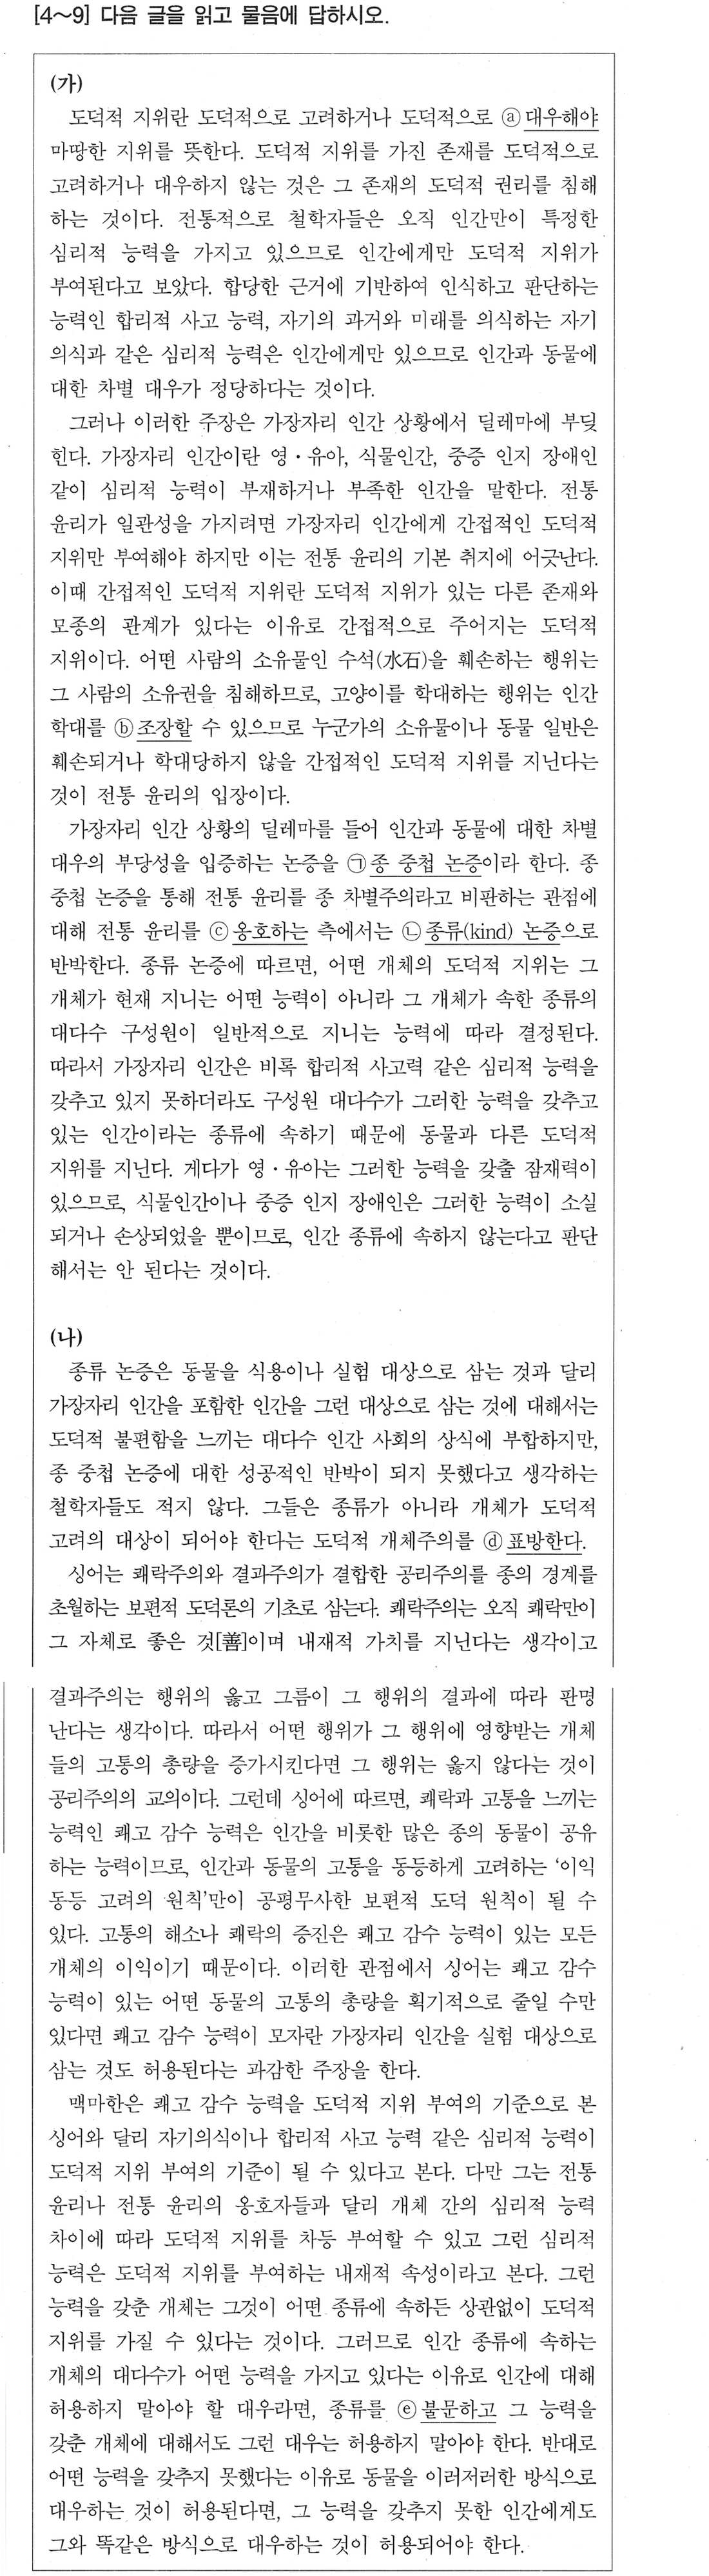 [4~9] 다음 글을 읽고 물음에 답하시오.
(가)
도덕적 지위란 도덕적으로 고려하거나 도덕적으로 ⓐ대우해야
마땅한 지위를 뜻한다. 도덕적 지위를 가진 존재를 도덕적으로
고려하거나 대우하지 않는 것은 그 존재의 도덕적 권리를 침해
하는 것이다. 전통적으로 철학자들은 오직 인간만이 특정한
심리적 능력을 가지고 있으므로 인간에게만 도덕적 지위가
부여된다고 보았다. 합당한 근거에 기반하여 인식하고 판단하는
능력인 합리적 사고 능력, 자기의 과거와 미래를 의식하는 자기
의식과 같은 심리적 능력은 인간에게만 있으므로 인간과 동물에
대한 차별 대우가 정당하다는 것이다.
그러나 이러한 주장은 가장자리 인간 상황에서 딜레마에 부딪
힌다. 가장자리 인간이란 영·유아, 식물인간, 중증 인지 장애인
같이 심리적 능력이 부재하거나 부족한 인간을 말한다. 전통
윤리가 일관성을 가지려면 가장자리 인간에게 간접적인 도덕적
지위만 부여해야 하지만 이는 전통 윤리의 기본 취지에 어긋난다.
이때 간접적인 도덕적 지위란 도덕적 지위가 있는 다른 존재와
모종의 관계가 있다는 이유로 간접적으로 주어지는 도덕적
지위이다. 어떤 사람의 소유물인 수석(水石)을 훼손하는 행위는
그 사람의 소유권을 침해하므로, 고양이를 학대하는 행위는 인간
학대를 ⓑ조장할 수 있으므로 누군가의 소유물이나 동물 일반은
훼손되거나 학대당하지 않을 간접적인 도덕적 지위를 지닌다는
것이 전통 윤리의 입장이다.
가장자리 인간 상황의 딜레마를 들어 인간과 동물에 대한 차별
대우의 부당성을 입증하는 논증을 ㉠종 중첩 논증이라 한다. 종
중첩 논증을 통해 전통 윤리를 종 차별주의라고 비판하는 관점에
대해 전통 윤리를 ⓒ옹호하는 측에서는 ㉡종류(kind) 논증으로
반박한다. 종류 논증에 따르면, 어떤 개체의 도덕적 지위는 그
개체가 현재 지니는 어떤 능력이 아니라 그 개체가 속한 종류의
대다수 구성원이 일반적으로 지니는 능력에 따라 결정된다.
따라서 가장자리 인간은 비록 합리적 사고력 같은 심리적 능력을
갖추고 있지 못하더라도 구성원 대다수가 그러한 능력을 갖추고
있는 인간이라는 종류에 속하기 때문에 동물과 다른 도덕적
지위를 지닌다. 게다가 영·유아는 그러한 능력을 갖출 잠재력이
있으므로, 식물인간이나 중증 인지 장애인은 그러한 능력이 소실
되거나 손상되었을 뿐이므로, 인간 종류에 속하지 않는다고 판단
해서는 안 된다는 것이다.
(나)
종류 논증은 동물을 식용이나 실험 대상으로 삼는 것과 달리
가장자리 인간을 포함한 인간을 그런 대상으로 삼는 것에 대해서는
도덕적 불편함을 느끼는 대다수 인간 사회의 상식에 부합하지만,
종 중첩 논증에 대한 성공적인 반박이 되지 못했다고 생각하는
철학자들도 적지 않다. 그들은 종류가 아니라 개체가 도덕적
고려의 대상이 되어야 한다는 도덕적 개체주의를 ⓓ표방한다.
싱어는 쾌락주의와 결과주의가 결합한 공리주의를 종의 경계를
초월하는 보편적 도덕론의 기초로 삼는다. 쾌락주의는 오직 쾌락만이
그 자체로 좋은 것[善]이며 내재적 가치를 지닌다는 생각이고
결과주의는 행위의 옳고 그름이 그 행위의 결과에 따라 판명
난다는 생각이다. 따라서 어떤 행위가 그 행위에 영향받는 개체
들의 고통의 총량을 증가시킨다면 그 행위는 옳지 않다는 것이
공리주의의 교의이다. 그런데 싱어에 따르면, 쾌락과 고통을 느끼는
능력인 쾌고 감수 능력은 인간을 비롯한 많은 종의 동물이 공유
하는 능력이므로, 인간과 동물의 고통을 동등하게 고려하는 '이익
동등 고려의 원칙'만이 공평무사한 보편적 도덕 원칙이 될 수
있다. 고통의 해소나 쾌락의 증진은 쾌고 감수 능력이 있는 모든
개체의 이익이기 때문이다. 이러한 관점에서 싱어는 쾌고 감수
능력이 있는 어떤 동물의 고통의 총량을 획기적으로 줄일 수만
있다면 쾌고 감수 능력이 모자란 가장자리 인간을 실험 대상으로
삼는 것도 허용된다는 과감한 주장을 한다.
맥마한은 쾌고 감수 능력을 도덕적 지위 부여의 기준으로 본
싱어와 달리 자기의식이나 합리적 사고 능력 같은 심리적 능력이
도덕적 지위 부여의 기준이 될 수 있다고 본다. 다만 그는 전통
윤리나 전통 윤리의 옹호자들과 달리 개체 간의 심리적 능력
차이에 따라 도덕적 지위를 차등 부여할 수 있고 그런 심리적
능력은 도덕적 지위를 부여하는 내재적 속성이라고 본다. 그런
능력을 갖춘 개체는 그것이 어떤 종류에 속하든 상관없이 도덕적
지위를 가질 수 있다는 것이다. 그러므로 인간 종류에 속하는
개체의 대다수가 어떤 능력을 가지고 있다는 이유로 인간에 대해
허용하지 말아야 할 대우라면, 종류를 ⓔ불문하고 그 능력을
갖춘 개체에 대해서도 그런 대우는 허용하지 말아야 한다. 반대로
어떤 능력을 갖추지 못했다는 이유로 동물을 이러저러한 방식으로
대우하는 것이 허용된다면, 그 능력을 갖추지 못한 인간에게도
그와 똑같은 방식으로 대우하는 것이 허용되어야 한다.